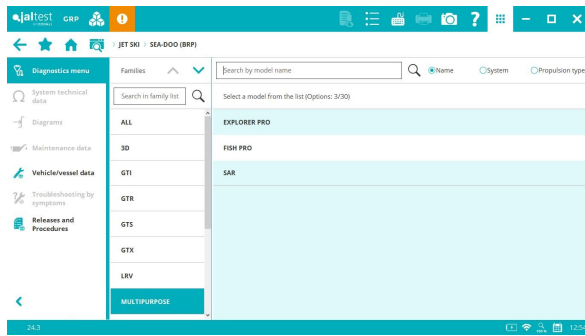 jaltest GRP
JET SKI > SEA-DOO (BRP)
Diagnostics menu
System technical
data
Diagrams
Maintenance data
Vehicle/vessel data
Troubleshooting by
symptoms
Releases and
Procedures
Families
Search in family list
ALL
3D
GTI
GTR
GTS
GTX
LRV
MULTIPURPOSE
Search by model name
Name
System
Propulsion type
Select a model from the list (Options: 3/30)
EXPLORER PRO
FISH PRO
SAR
24.3
100 %
12:54